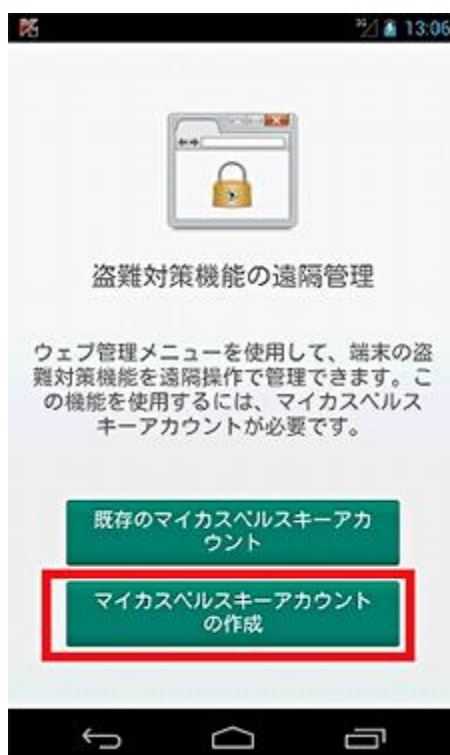 3G 13:06
盗難対策機能の遠隔管理
ウェブ管理メニューを使用して、端末の盗
難対策機能を遠隔操作で管理できます。こ
の機能を使用するには、マイカスペルス
キーアカウントが必要です。
既存のマイカスペルスキーアカ
ウント
マイカスペルスキーアカウント
の作成